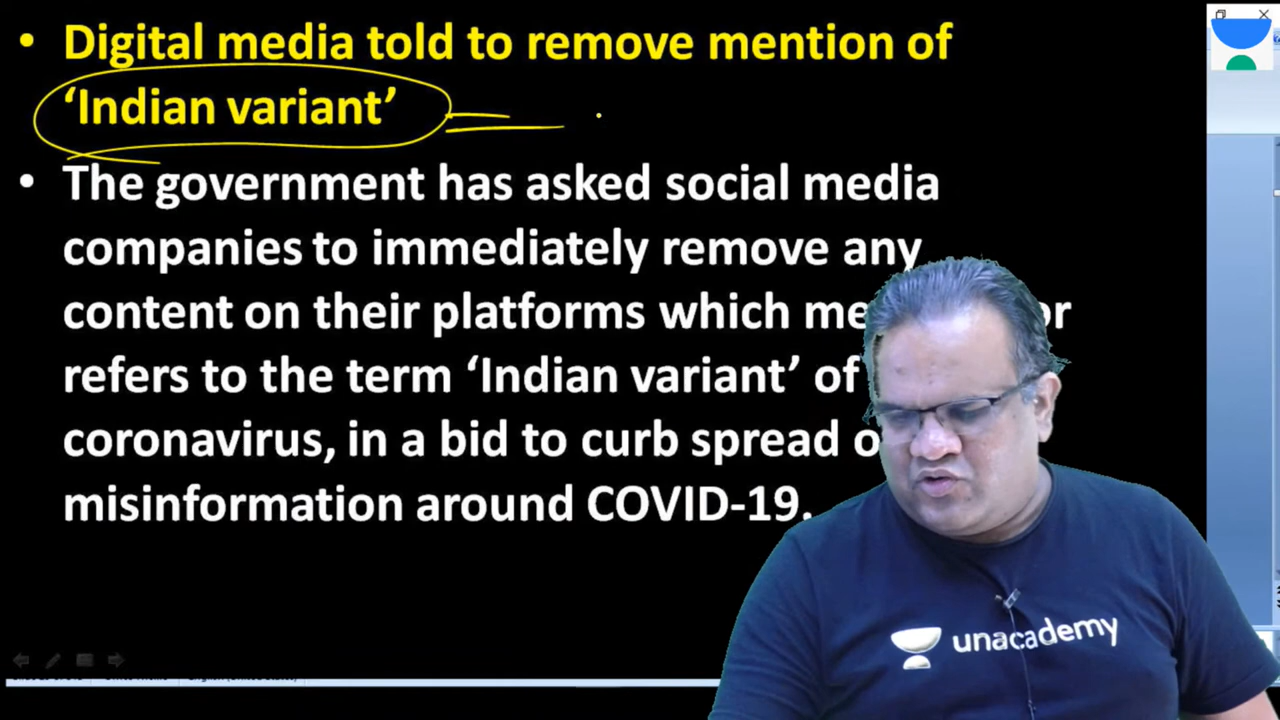 • Digital media told to remove mention of
‘Indian variant’
• The government has asked social media
companies to immediately remove any
content on their platforms which or
refers to the term ‘Indian variant’ of
coronavirus, in a bid to curb spread
misinformation around COVID-19.
unacademy